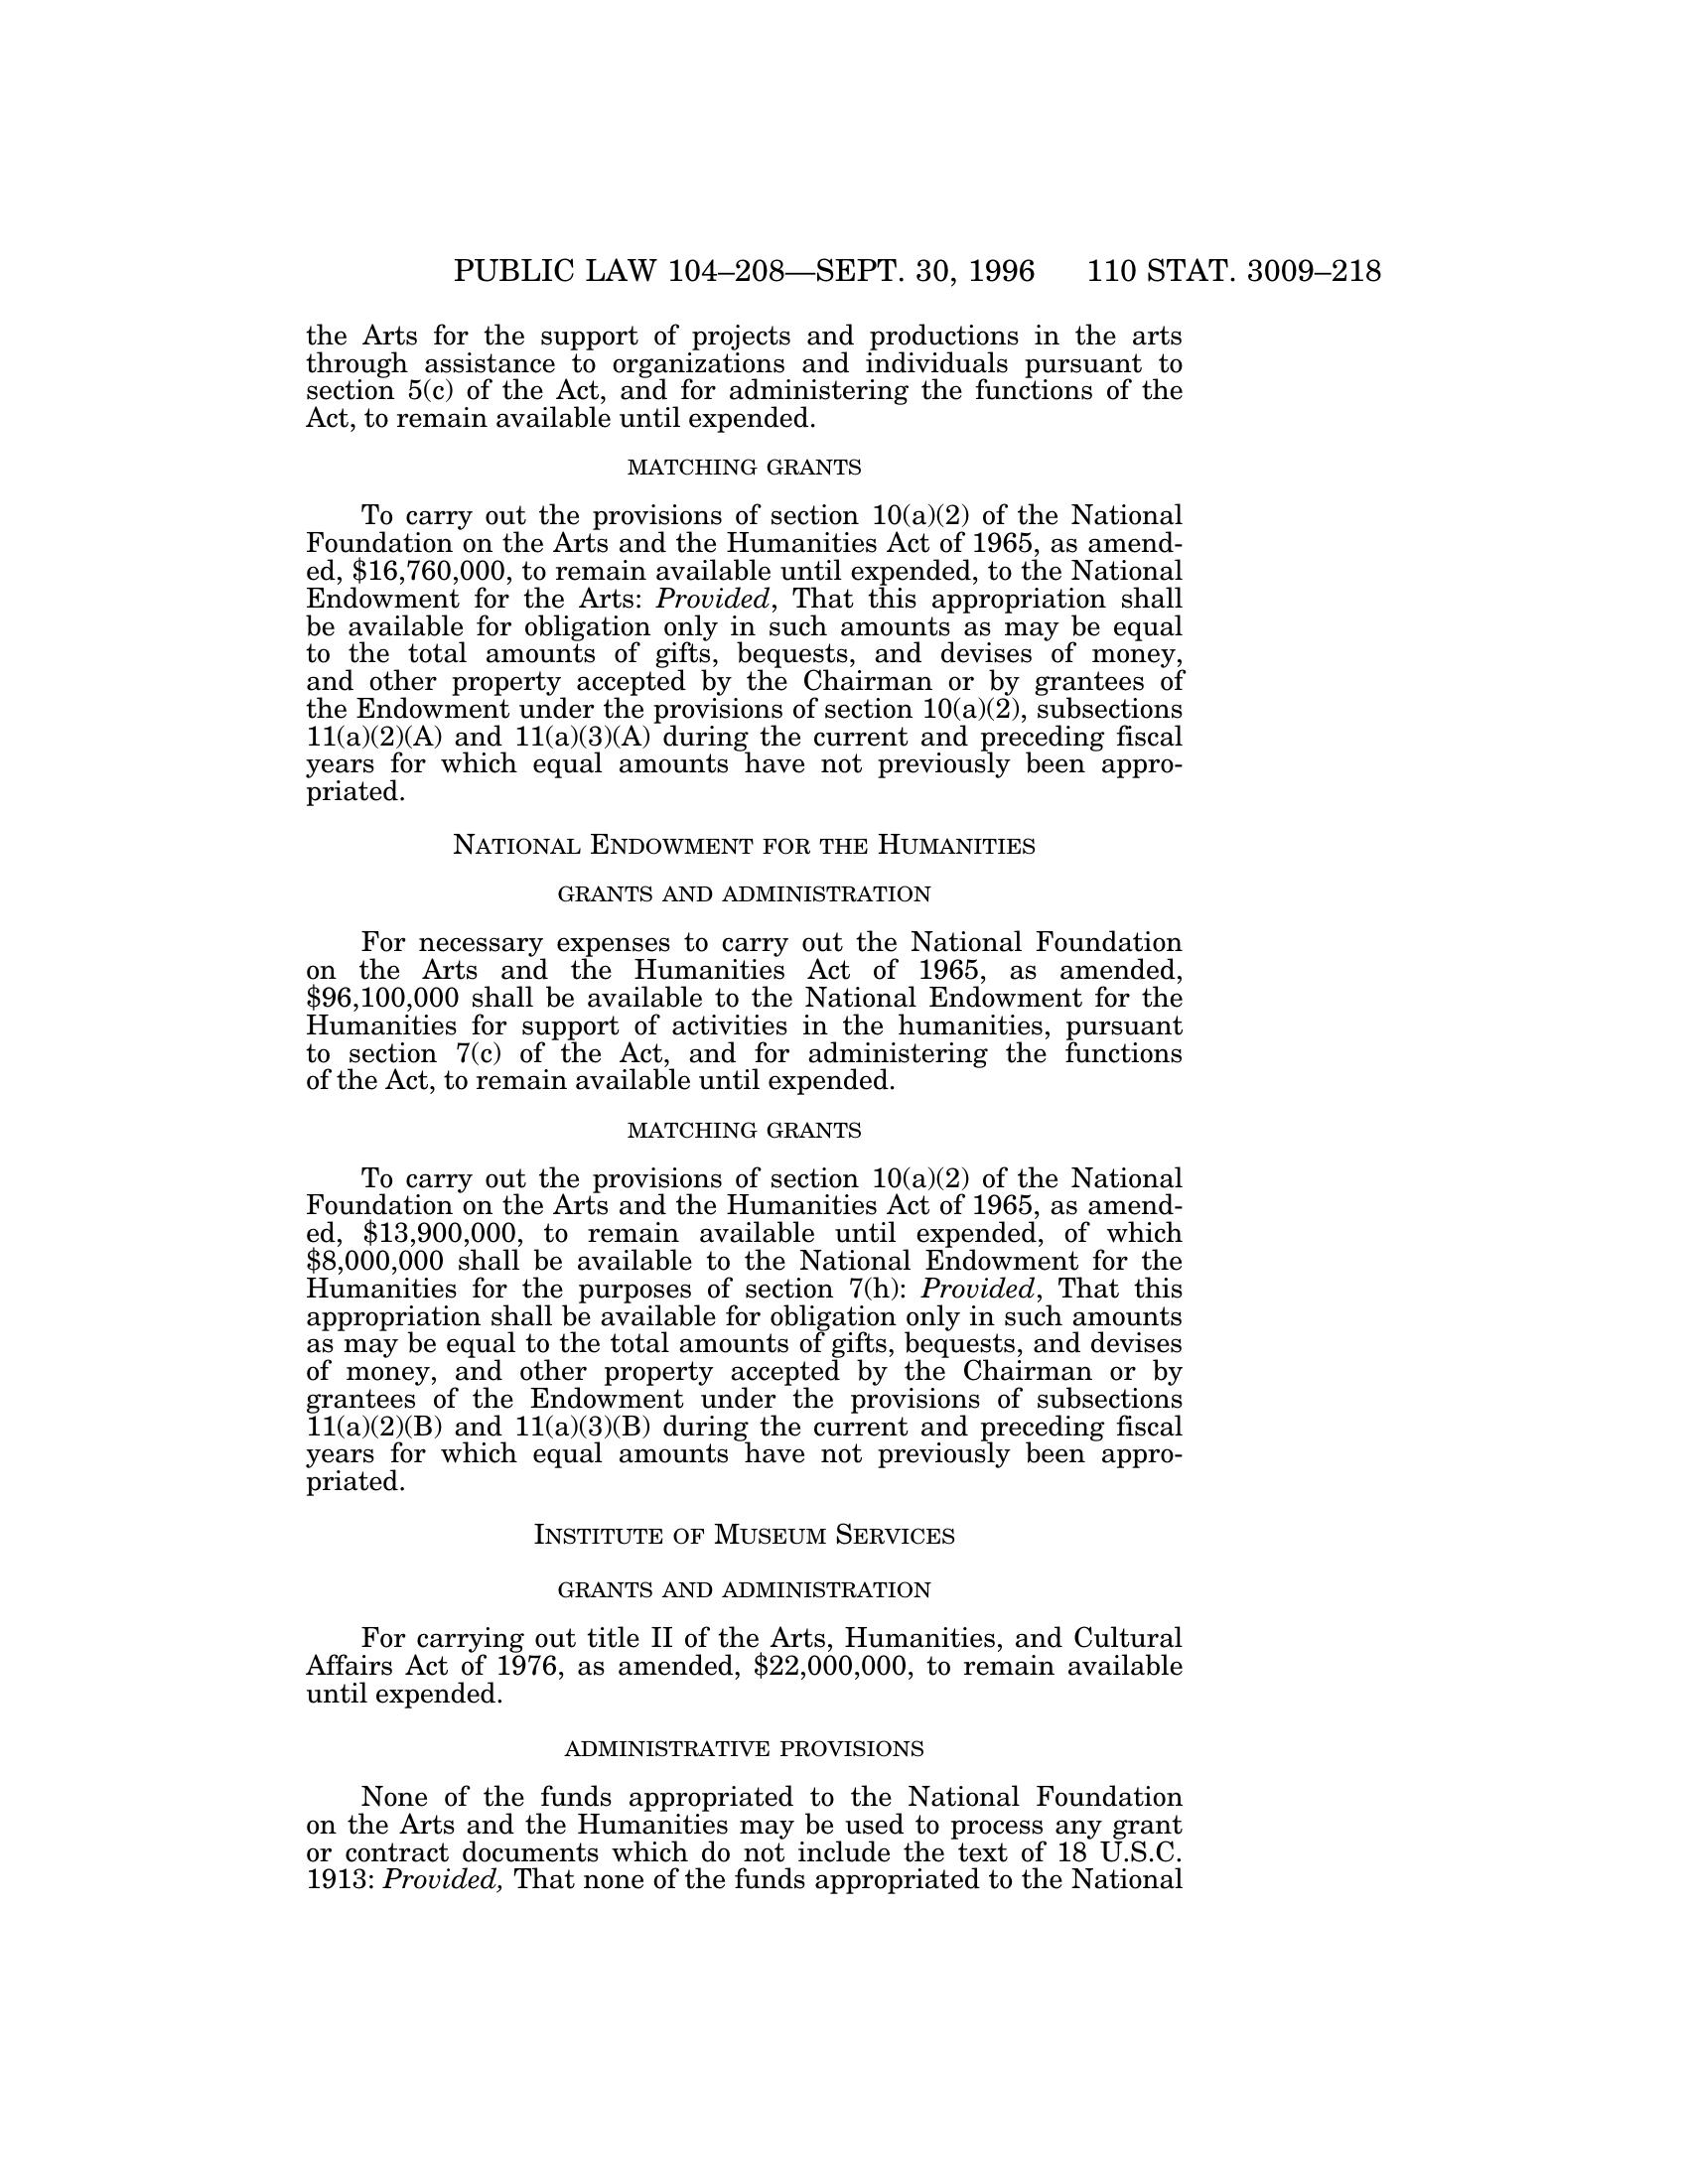 PUBLIC LAW 104–208—SEPT. 30, 1996 110 STAT. 3009–218
the Arts for the support of projects and productions in the arts
through assistance to organizations and individuals pursuant to
section 5(c) of the Act, and for administering the functions of the
Act, to remain available until expended.
MATCHING GRANTS
To carry out the provisions of section 10(a)(2) of the National
Foundation on the Arts and the Humanities Act of 1965, as amend-
ed, $16,760,000, to remain available until expended, to the National
Endowment for the Arts: Provided, That this appropriation shall
be available for obligation only in such amounts as may be equal
to the total amounts of gifts, bequests, and devises of money,
and other property accepted by the Chairman or by grantees of
the Endowment under the provisions of section 10(a)(2), subsections
11(a)(2)(A) and 11(a)(3)(A) during the current and preceding fiscal
years for which equal amounts have not previously been appro-
priated.
NATIONAL ENDOWMENT FOR THE HUMANITIES
GRANTS AND ADMINISTRATION
For necessary expenses to carry out the National Foundation
on the Arts and the Humanities Act of 1965, as amended,
$96,100,000 shall be available to the National Endowment for the
Humanities for support of activities in the humanities, pursuant
to section 7(c) of the Act, and for administering the functions
of the Act, to remain available until expended.
MATCHING GRANTS
To carry out the provisions of section 10(a)(2) of the National
Foundation on the Arts and the Humanities Act of 1965, as amend-
ed, $13,900,000, to remain available until expended, of which
$8,000,000 shall be available to the National Endowment for the
Humanities for the purposes of section 7(h): Provided, That this
appropriation shall be available for obligation only in such amounts
as may be equal to the total amounts of gifts, bequests, and devises
of money, and other property accepted by the Chairman or by
grantees of the Endowment under the provisions of subsections
11(a)(2)(B) and 11(a)(3)(B) during the current and preceding fiscal
years for which equal amounts have not previously been appro-
priated.
INSTITUTE OF MUSEUM SERVICES
GRANTS AND ADMINISTRATION
For carrying out title II of the Arts, Humanities, and Cultural
Affairs Act of 1976, as amended, $22,000,000, to remain available
until expended.
ADMINISTRATIVE PROVISIONS
None of the funds appropriated to the National Foundation
on the Arts and the Humanities may be used to process any grant
or contract documents which do not include the text of 18 U.S.C.
1913: Provided, That none of the funds appropriated to the National